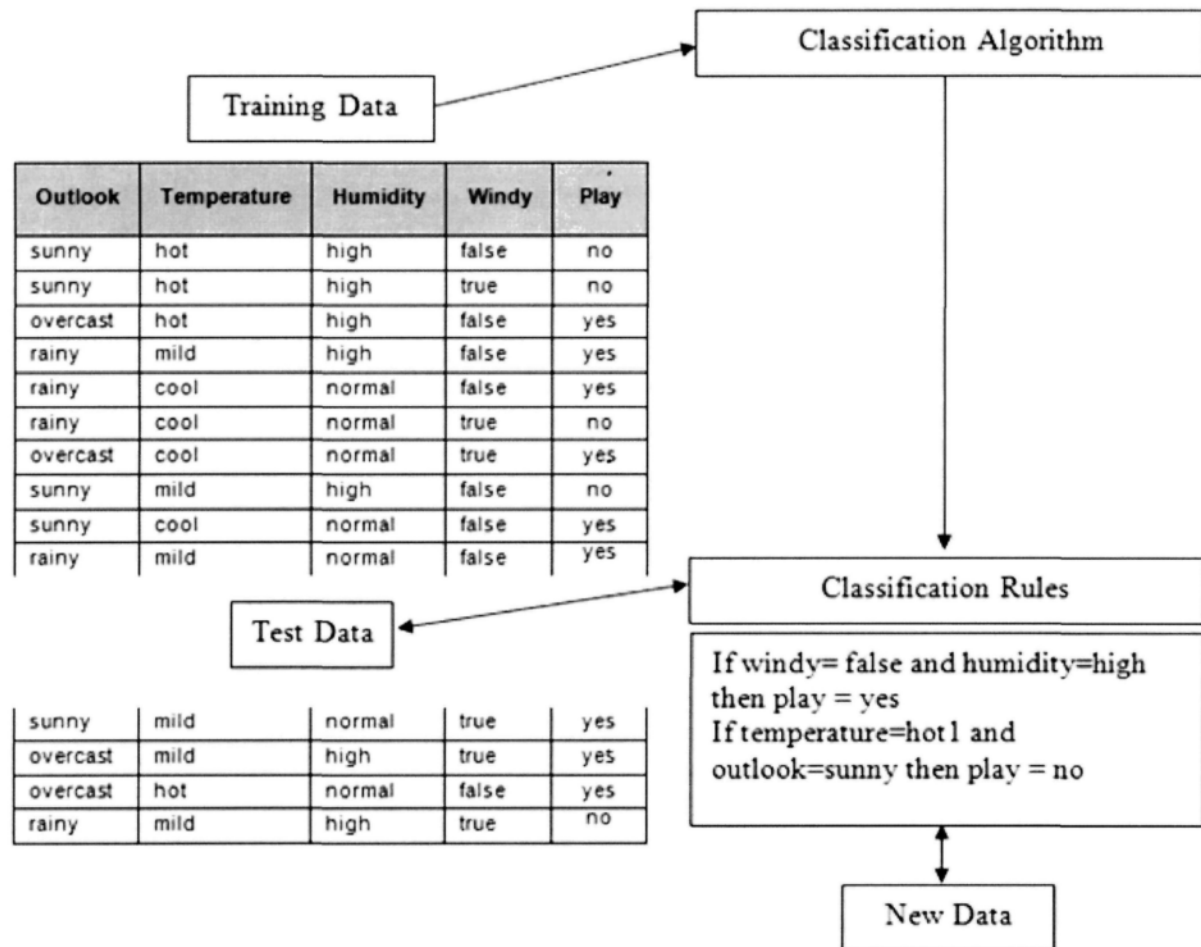 Classification Algorithm
Training Data
Outlook Temperature Humidity Windy Play
sunny hot high false no
sunny hot high true no
overcast hot high false yes
rainy mild high false yes
rainy cool normal false yes
rainy cool normal true no
overcast cool normal true yes
sunny mild high false no
sunny cool normal false yes
rainy mild normal false yes
Classification Rules
Test Data
If windy= false and humidity=high
then play = yes
If temperature=hot1 and
outlook=sunny then play = no
sunny mild normal true yes
overcast mild high true yes
overcast hot normal false yes
rainy mild high true no
New Data